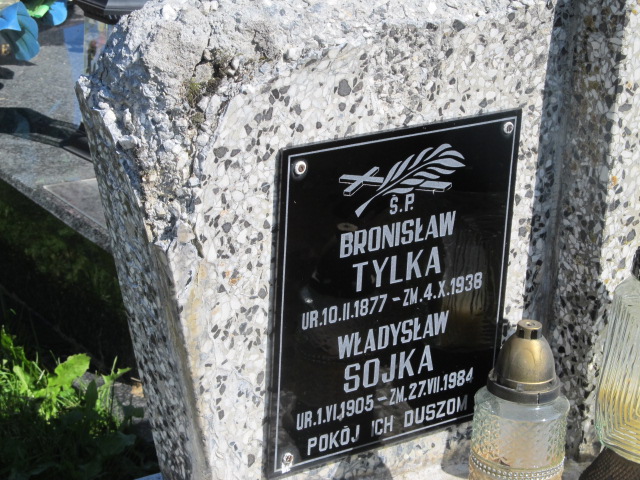 Ś.P.
BRONISŁAW
TYLKA
UR.10.II.1877 – ZM.4.X.1938
WŁADYSŁAW
SOJKA
UR.1.VI.1905 – ZM.27.VII.1984
POKÓJ ICH DUSZOM